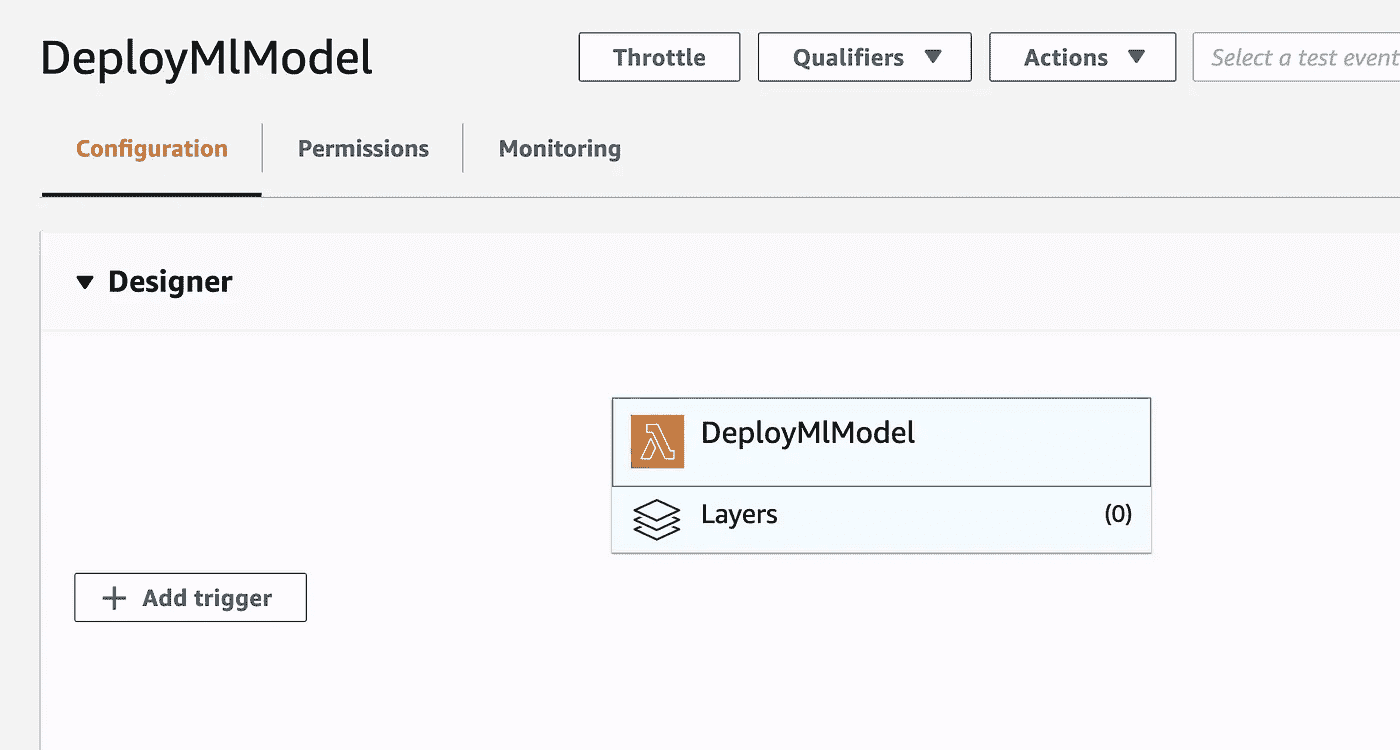 DeployMlModel
Throttle
Qualifiers
Actions
Select a test event
Configuration
Permissions
Monitoring
Designer
DeployMlModel
Layers
(0)
Add trigger